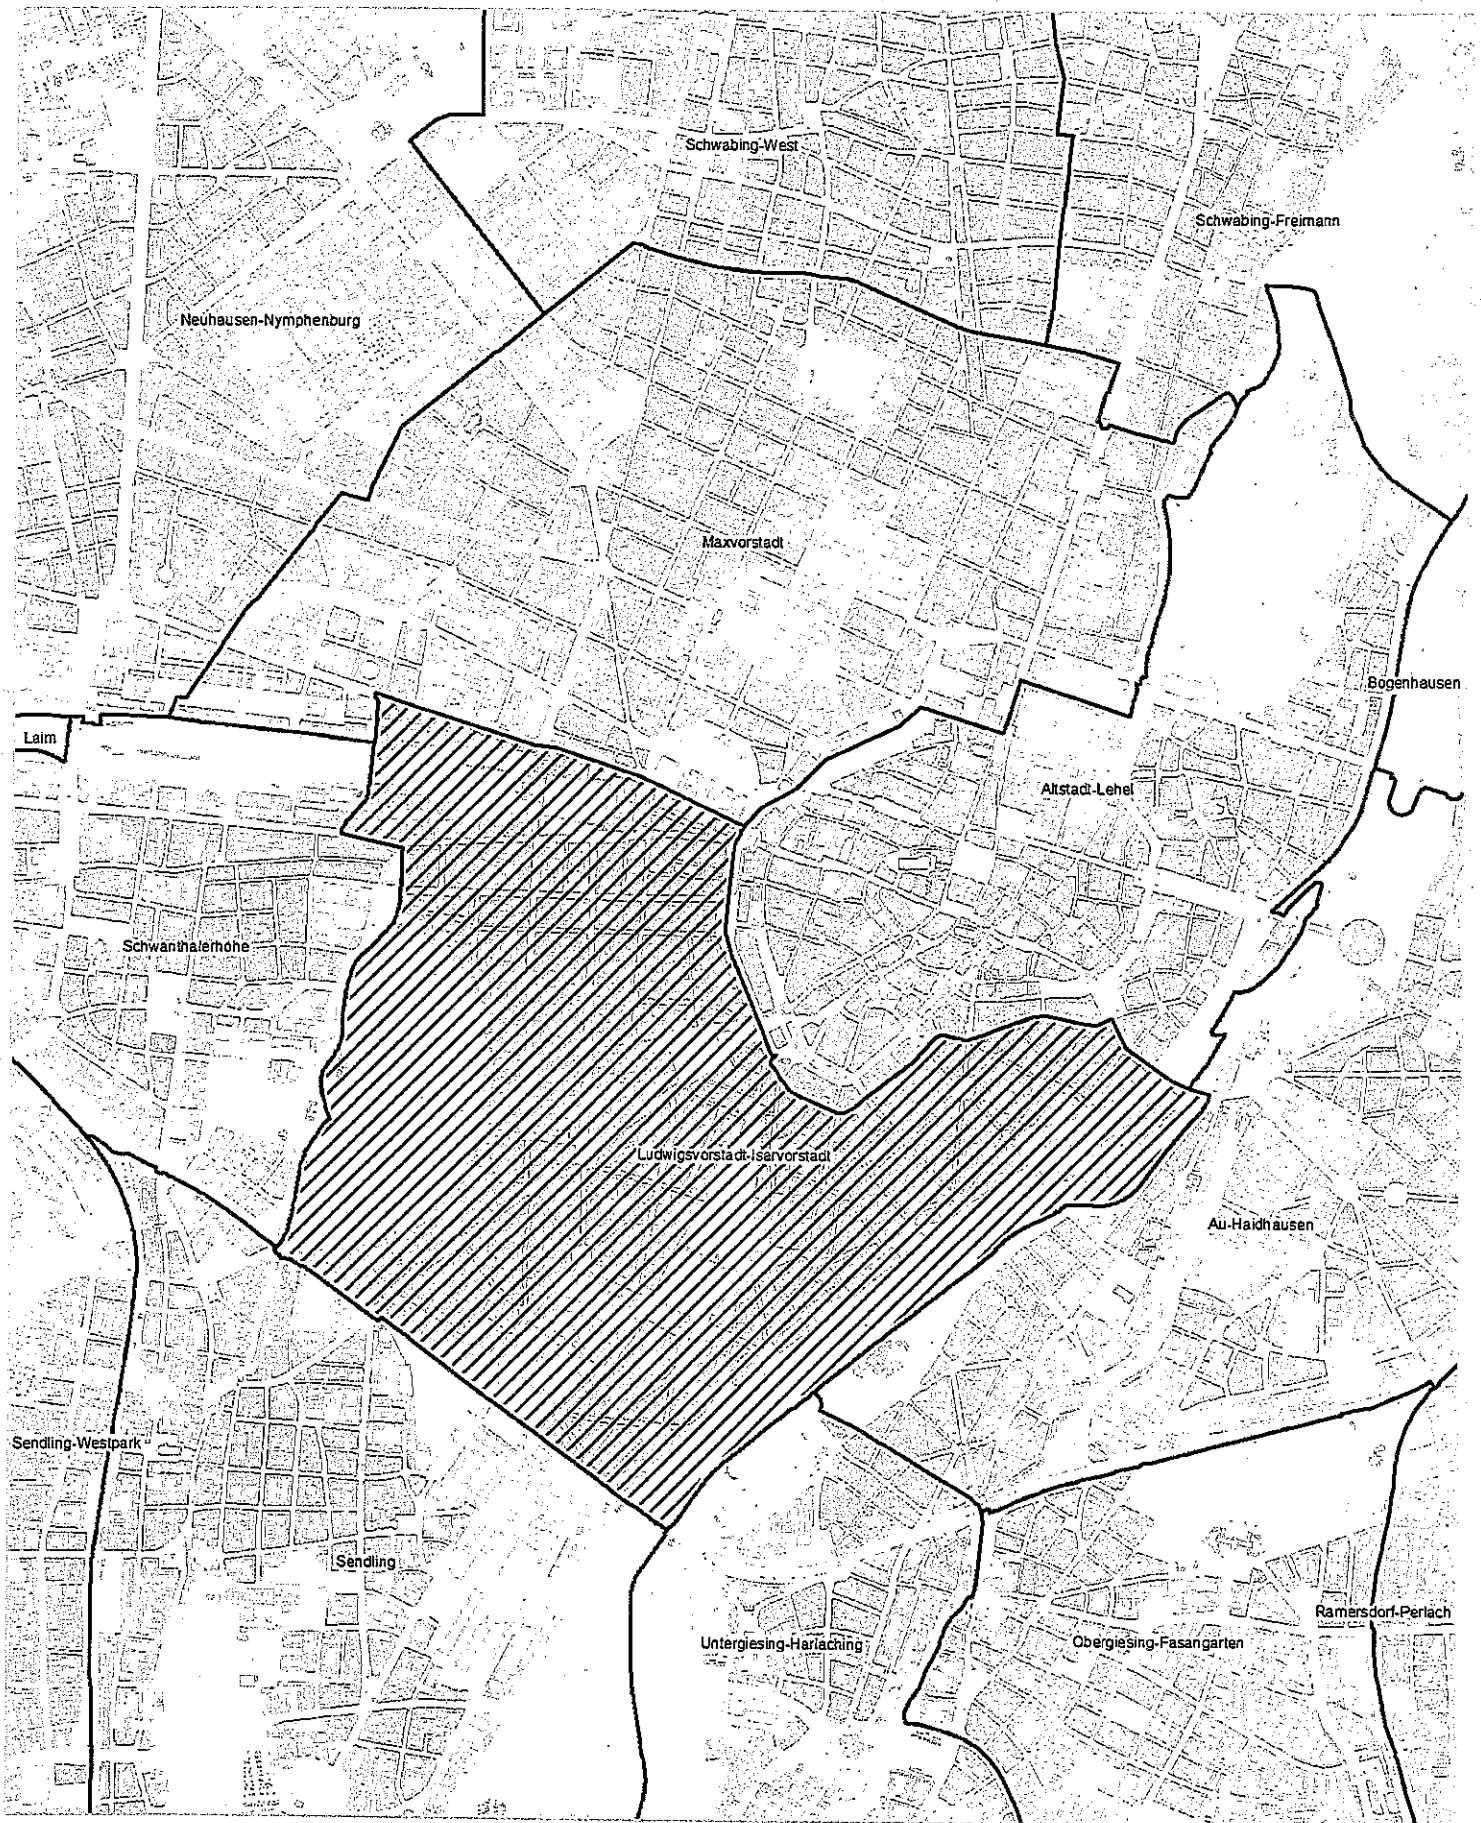 Schwabing-West
Schwabing-Freimann
Neuhausen-Nymphenburg
Maxvorstadt
Bogenhausen
Laim
Altstadt-Lehel
Schwanthalerhöhe
Ludwigsvorstadt-Isarvorstadt
Au-Haidhausen
Sendling-Westpark
Sendling
Ramersdorf-Perlach
Untergiesing-Harlaching
Obergiesing-Fasangarten